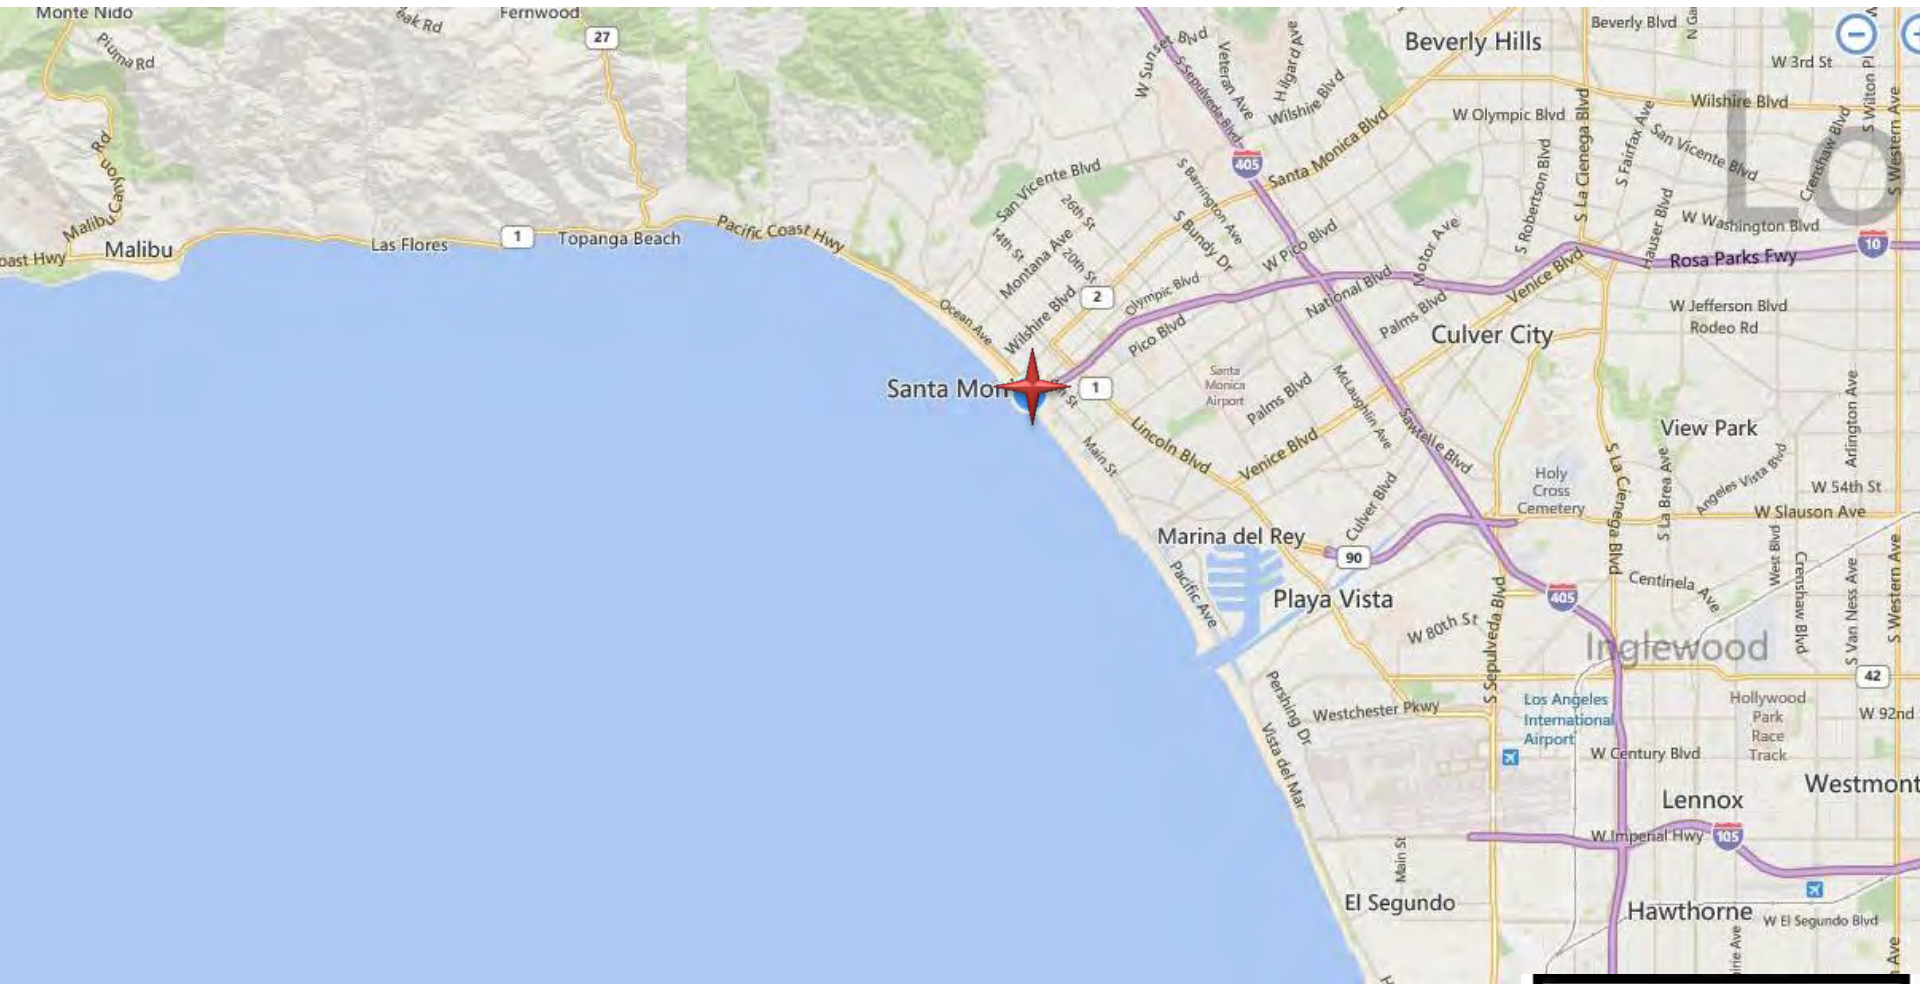 Monte Nido
eak Rd
Fernwood
27
Piuma Rd
W Sunset Blvd
S Sepulveda Blvd
Veteran Ave
Hilgard Ave
Wilshire Blvd
Beverly Hills
Beverly Blvd
W 3rd St
S Wilton Pl
Wilshire Blvd
W Olympic Blvd
S La Cienega Blvd
S Fairfax Ave
San Vicente Blvd
Crenshaw Blvd
S Western Ave
Lo
405
Santa Monica Blvd
S Robertson Blvd
Malibu Canyon Rd
San Vicente Blvd
26th St
S Barrington Ave
S Bundy Dr
Hauser Blvd
W Washington Blvd
oast Hwy
Malibu
Las Flores
1
Topanga Beach
Pacific Coast Hwy
14th St
Montana Ave
20th St
W Pico Blvd
Motor Ave
10
Rosa Parks Fwy
Ocean Ave
Wilshire Blvd
2
Olympic Blvd
National Blvd
Venice Blvd
Pico Blvd
Palms Blvd
Culver City
W Jefferson Blvd
Rodeo Rd
Santa Moni
1
Santa
Monica
Airport
Palms Blvd
McLaughlin Ave
Arlington Ave
Main St
Lincoln Blvd
Venice Blvd
Sawtelle Blvd
View Park
Culver Blvd
Holy
Cross
Cemetery
S La Cienega Blvd
S La Brea Ave
Angeles Vista Blvd
W 54th St
W Slauson Ave
Marina del Rey
90
West Blvd
Crenshaw Blvd
S Van Ness Ave
S Western Ave
Pacific Ave
Playa Vista
405
Centinela Ave
W 80th St
S Sepulveda Blvd
Inglewood
42
Pershing Dr
Westchester Pkwy
Los Angeles
International
Airport
Hollywood
Park
Race
Track
W 92nd
Vista del Mar
W Century Blvd
Westmont
Lennox
W Imperial Hwy
105
Main St
El Segundo
Hawthorne
W El Segundo Blvd
irie Ave
Ave